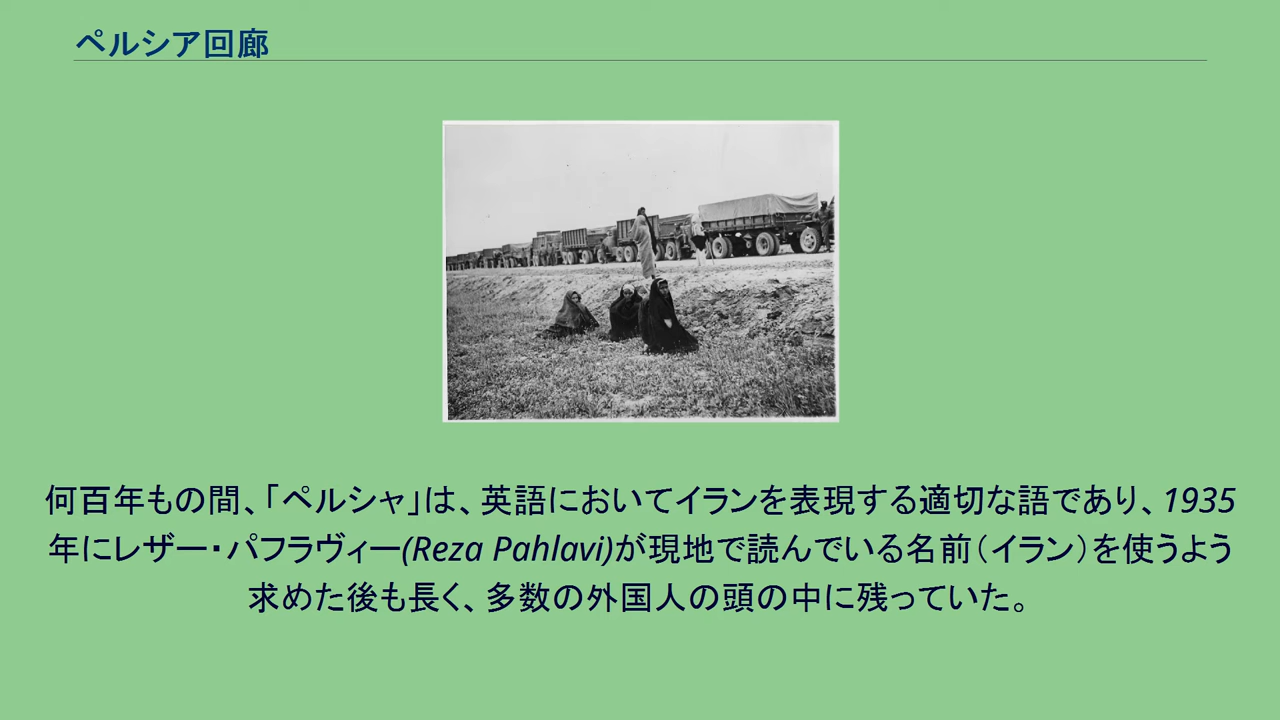 ペルシア回廊
何百年もの間、「ペルシャ」は、英語においてイランを表現する適切な語であり、1935
年にレザー・パフラヴィー(Reza Pahlavi)が現地で読んでいる名前（イラン）を使うよう
求めた後も長く、多数の外国人の頭の中に残っていた。